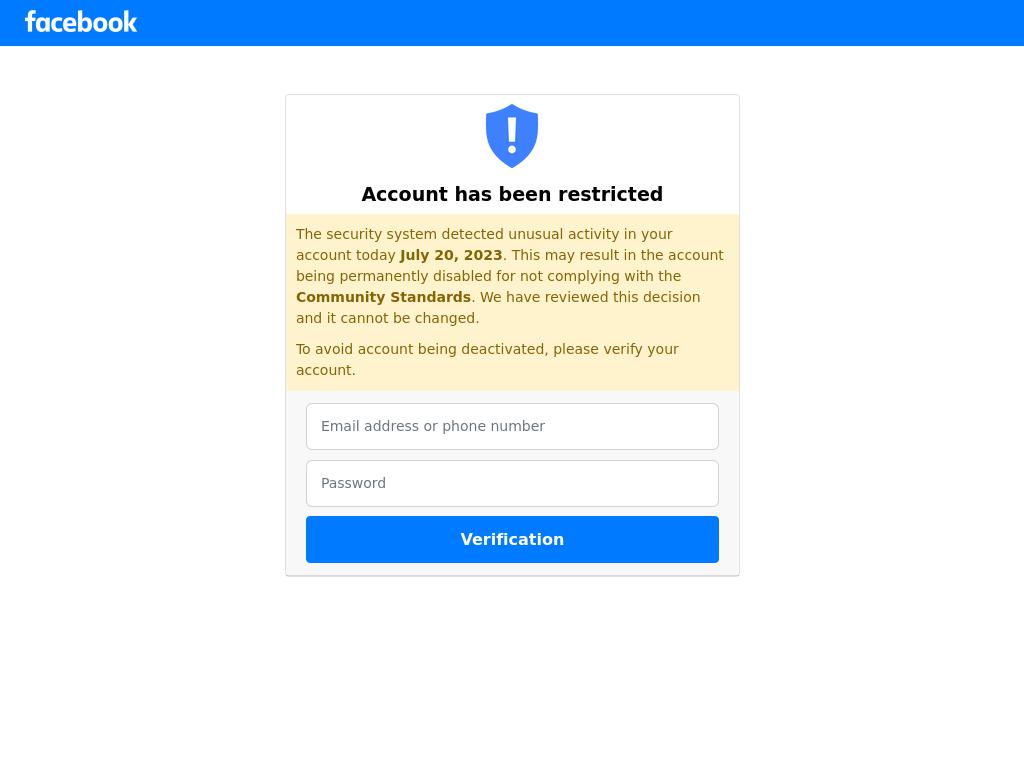 facebook
Account has been restricted
The security system detected unusual activity in your
account today July 20, 2023. This may result in the account
being permanently disabled for not complying with the
Community Standards. We have reviewed this decision
and it cannot be changed.
To avoid account being deactivated, please verify your
account.
Email address or phone number
Password
Verification